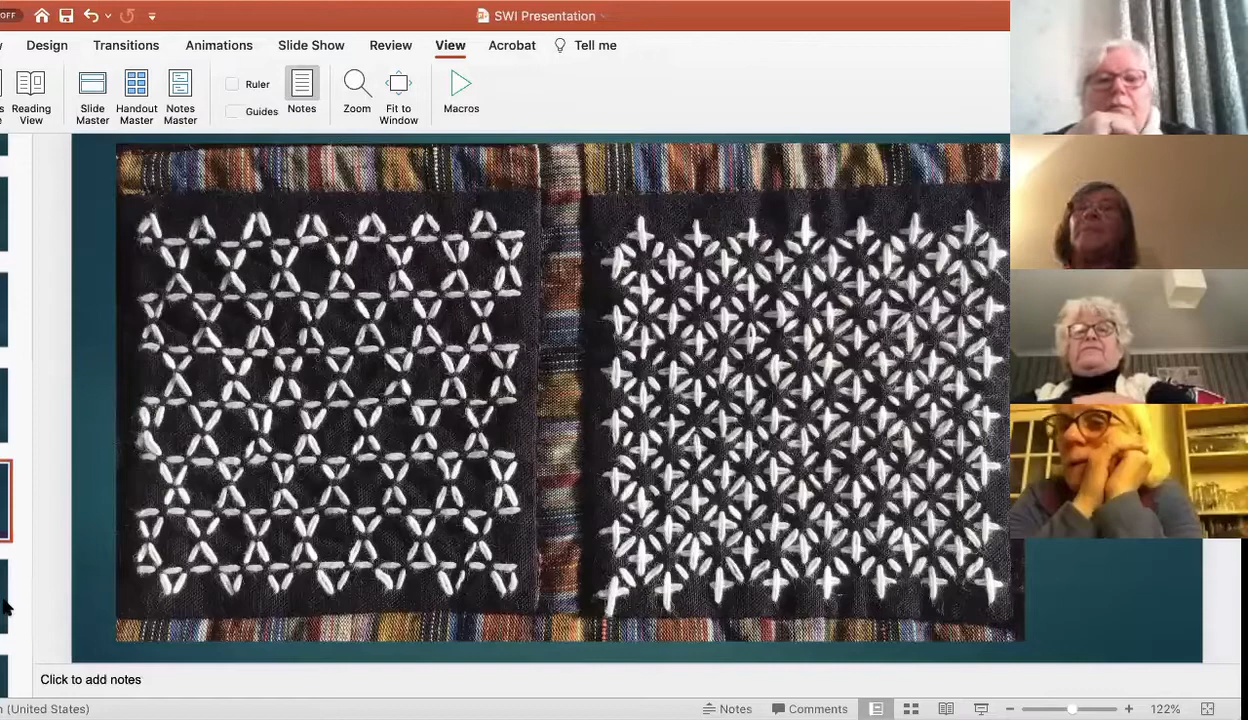 OFF
SWI Presentation
Design Transitions Animations Slide Show Review View Acrobat Tell me
Reading View
Slide Master
Handout Master
Notes Master
Ruler
Guides
Notes
Zoom
Fit to Window
Macros
Click to add notes
(United States)
Notes Comments 122%